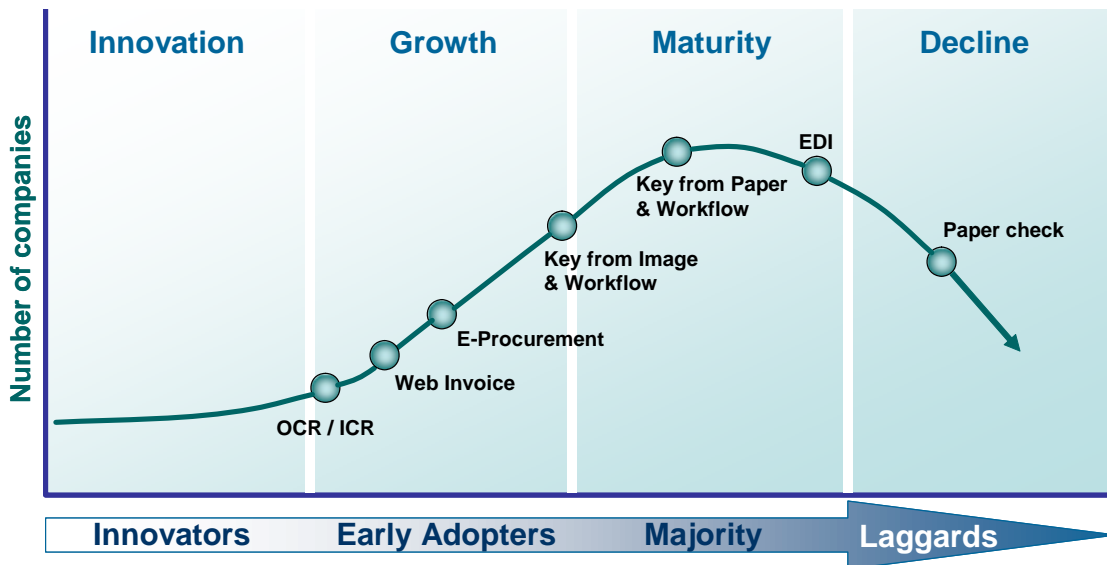 Innovation
Growth
Maturity
Decline
Number of companies
EDI
Key from Paper
& Workflow
Paper check
Key from Image
& Workflow
E-Procurement
Web Invoice
OCR / ICR
Innovators
Early Adopters
Majority
Laggards